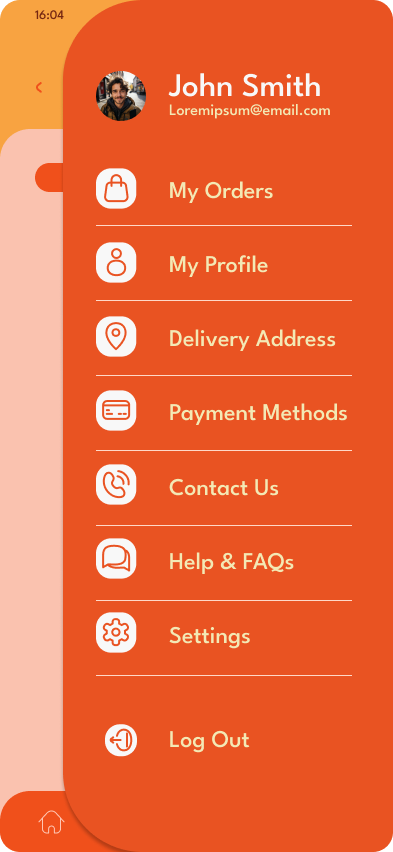 16:04
John Smith
Loremipsum@email.com
My Orders
My Profile
Delivery Address
Payment Methods
Contact Us
Help & FAQs
Settings
Log Out